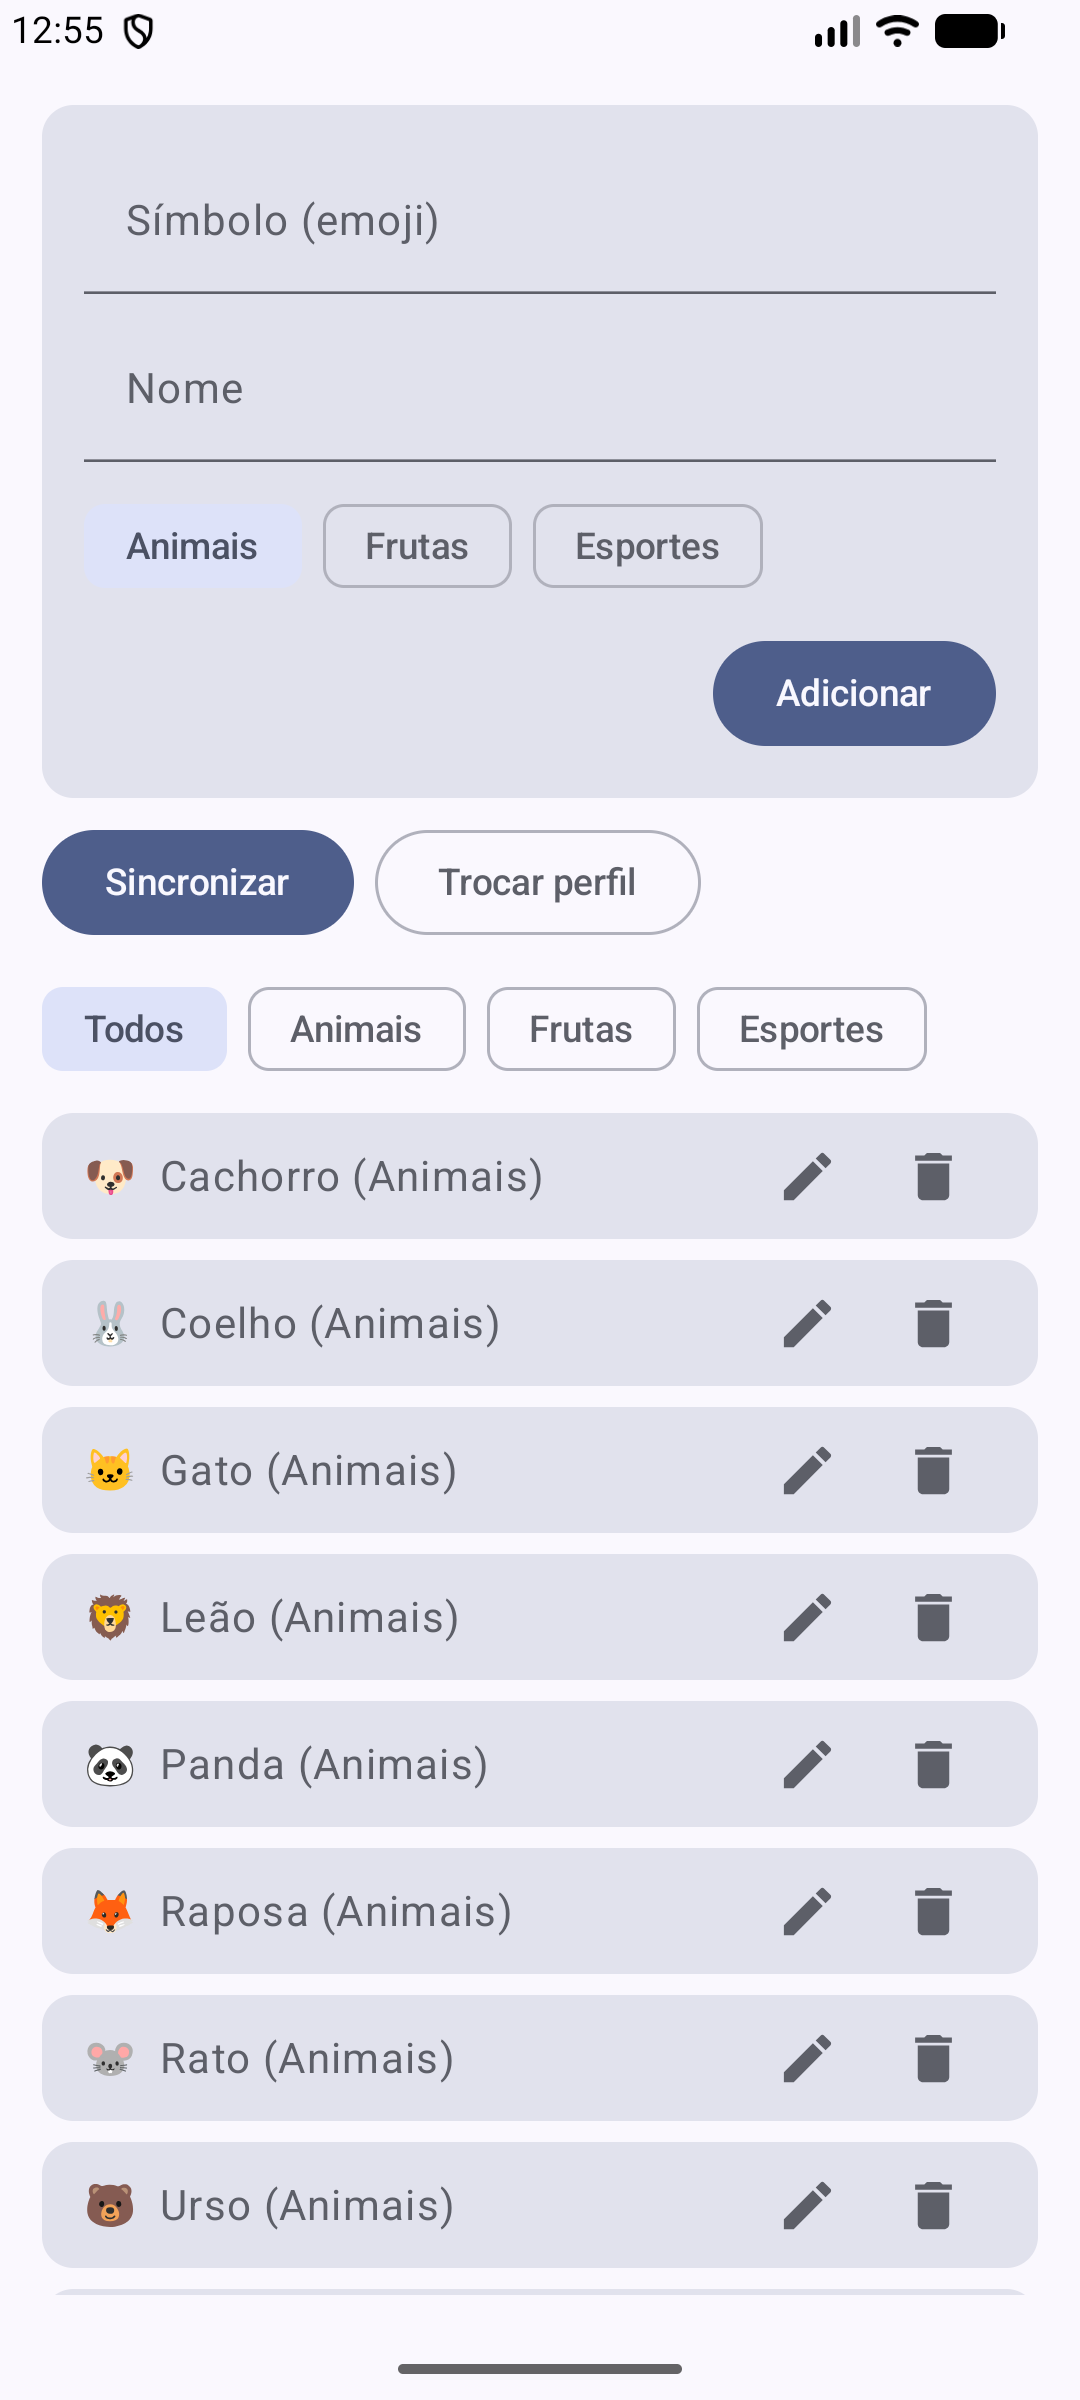 12:55
Símbolo (emoji)
Nome
Animais Frutas Esportes
Adicionar
Sincronizar Trocar perfil
Todos Animais Frutas Esportes
🐶 Cachorro (Animais)
🐰 Coelho (Animais)
🐱 Gato (Animais)
🦁 Leão (Animais)
🐼 Panda (Animais)
🦊 Raposa (Animais)
🐭 Rato (Animais)
🐻 Urso (Animais)